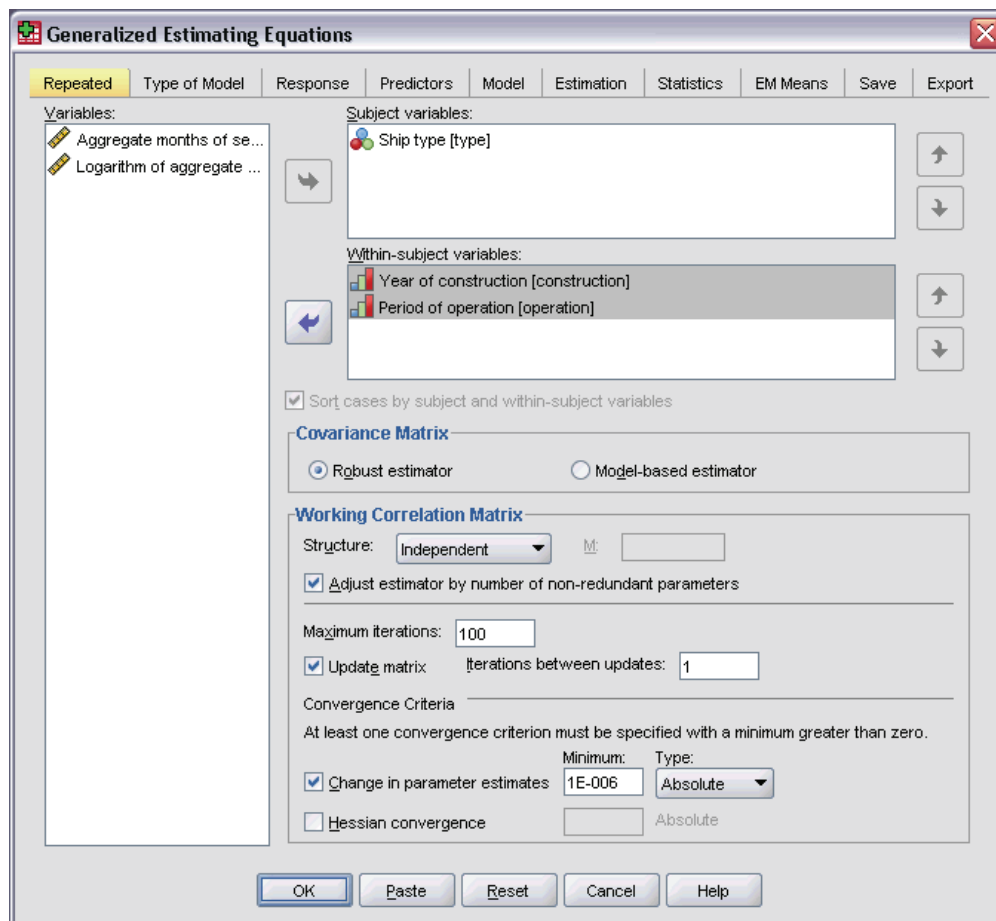 Generalized Estimating Equations
Repeated Type of Model Response Predictors Model Estimation Statistics EM Means Save Export
Variables:
Aggregate months of se...
Logarithm of aggregate ...
Subject variables:
Ship type [type]
Within-subject variables:
Year of construction [construction]
Period of operation [operation]
Sort cases by subject and within-subject variables
Covariance Matrix
Robust estimator Model-based estimator
Working Correlation Matrix
Structure: Independent M:
Adjust estimator by number of non-redundant parameters
Maximum iterations: 100
Update matrix Iterations between updates: 1
Convergence Criteria
At least one convergence criterion must be specified with a minimum greater than zero.
Minimum: Type:
Change in parameter estimates 1E-006 Absolute
Hessian convergence Absolute
OK Paste Reset Cancel Help